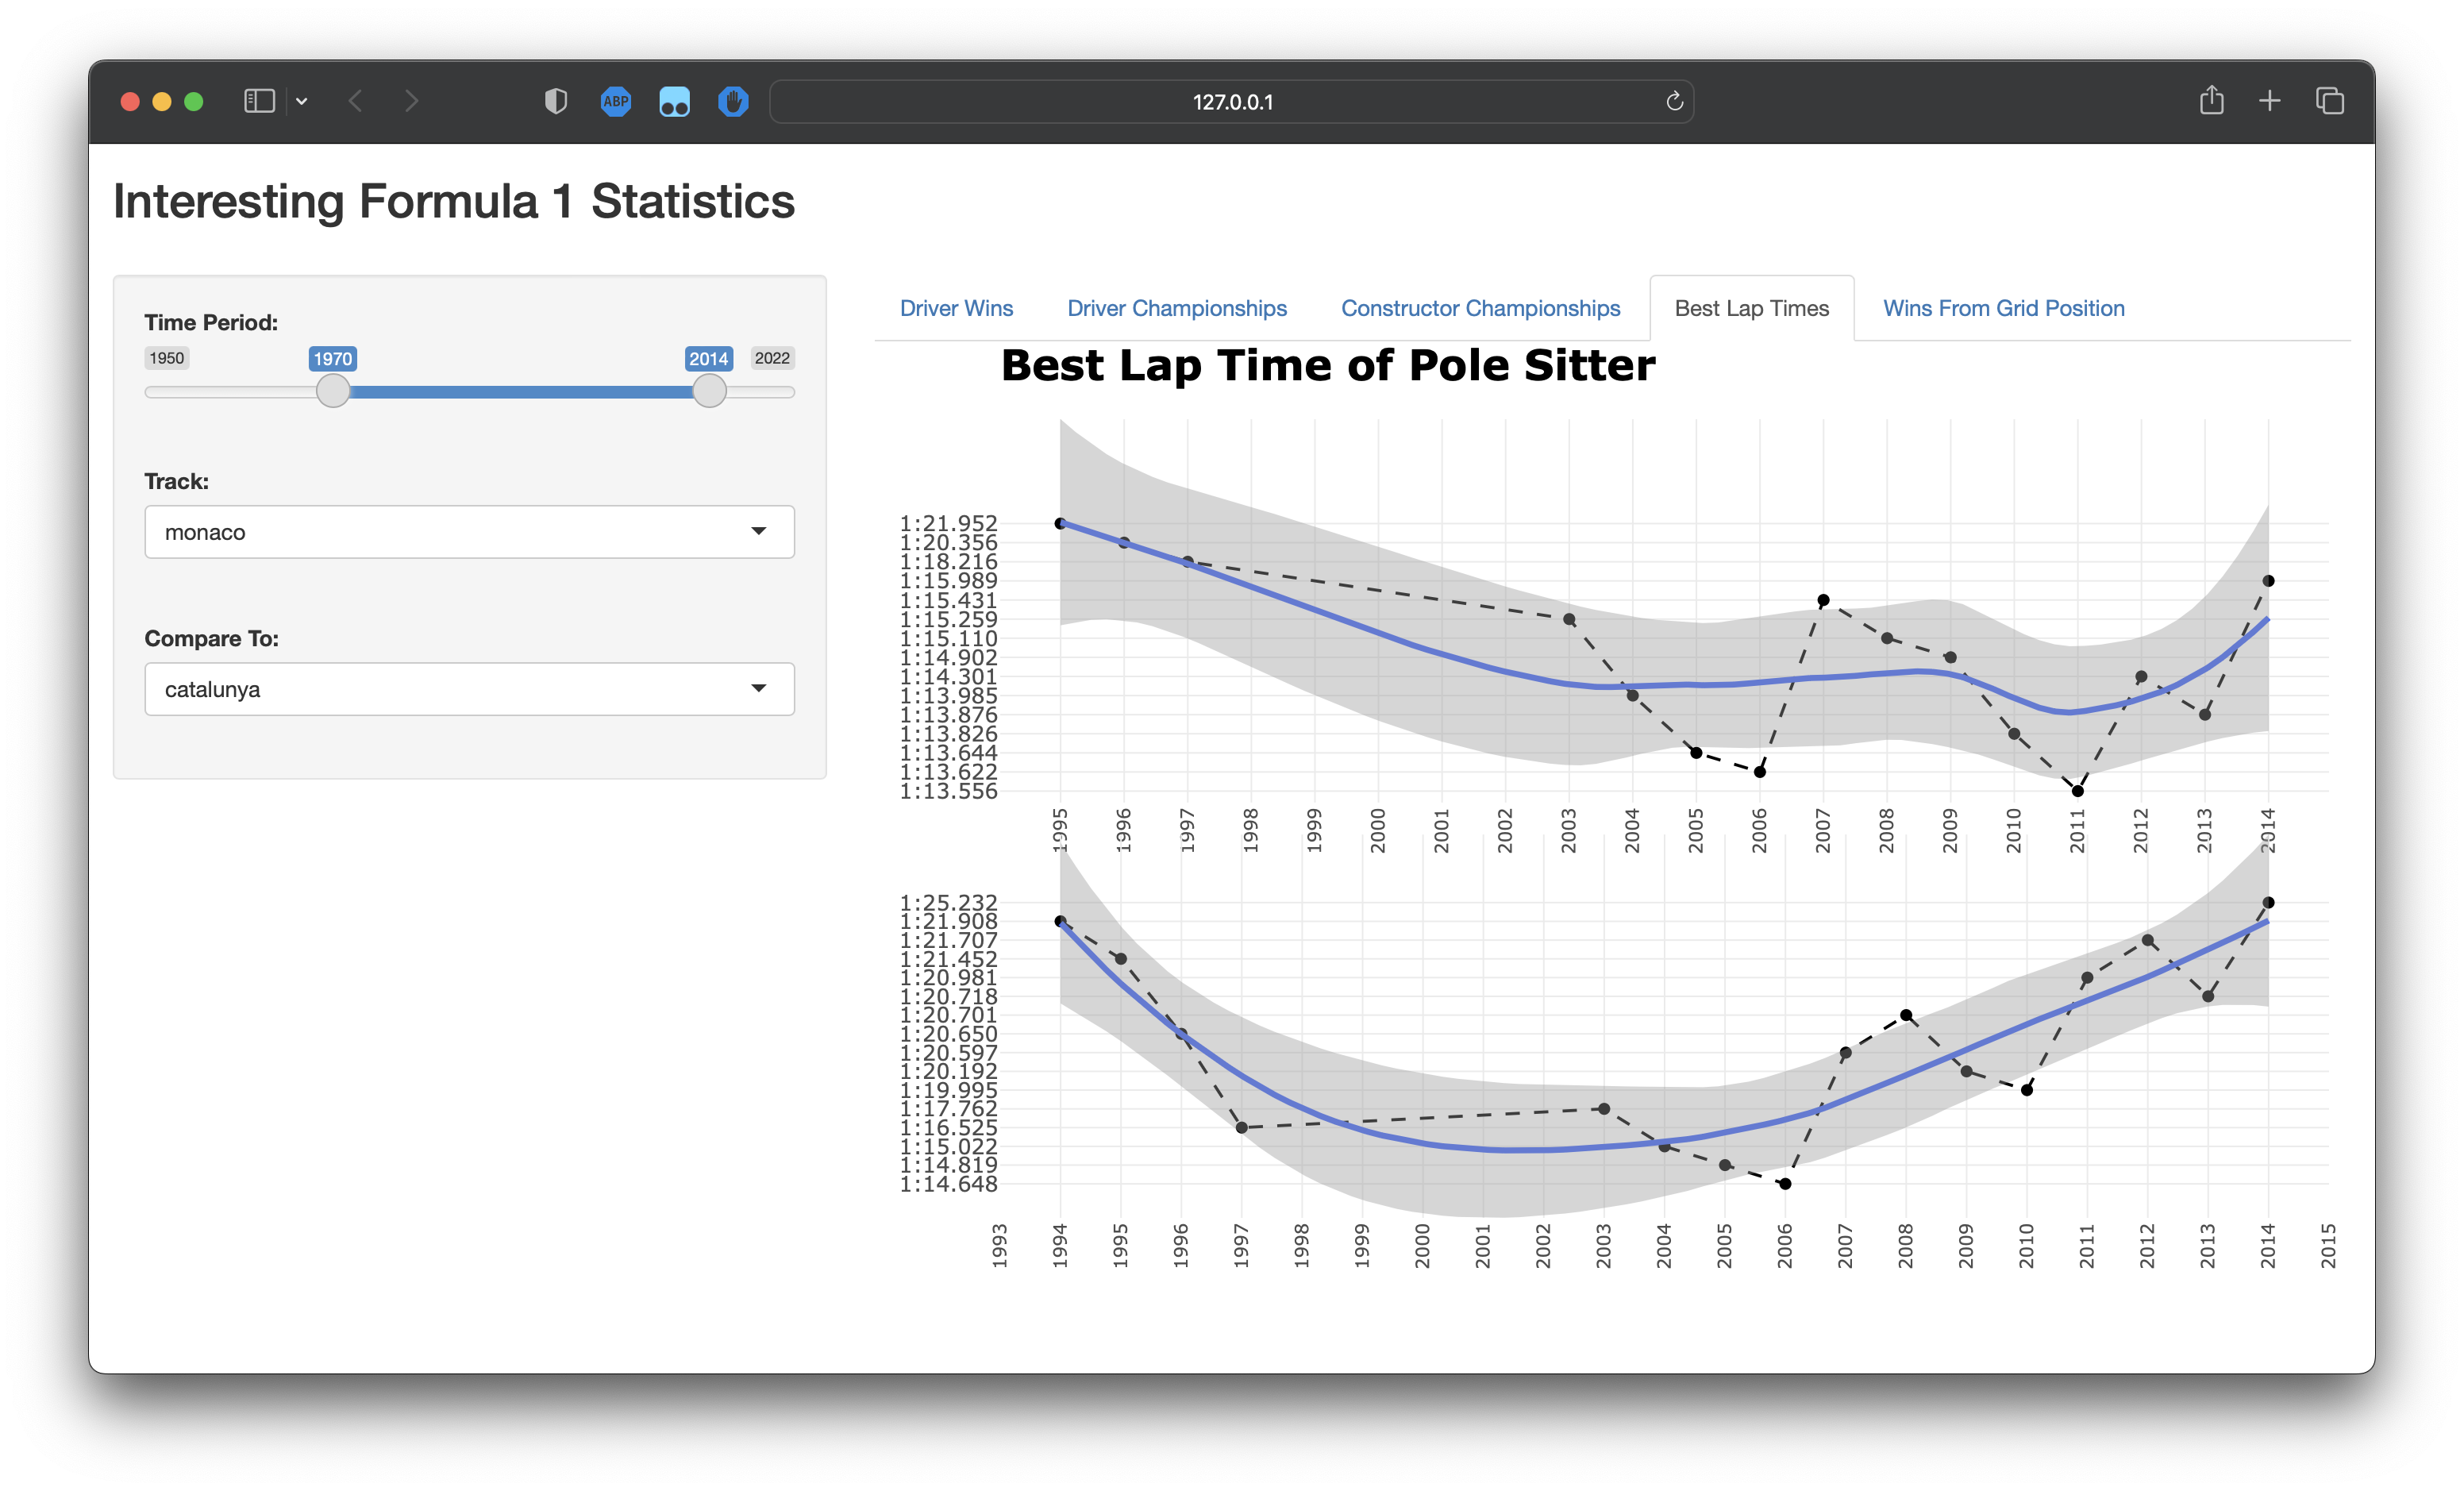 ABP
127.0.0.1
Interesting Formula 1 Statistics
Time Period:
1950 1970 2014 2022
Track:
monaco
Compare To:
catalunya
Driver Wins Driver Championships Constructor Championships Best Lap Times Wins From Grid Position
Best Lap Time of Pole Sitter
1:21.952
1:20.356
1:18.216
1:15.989
1:15.431
1:15.259
1:15.110
1:14.902
1:14.301
1:13.985
1:13.876
1:13.826
1:13.644
1:13.622
1:13.556
1995 1996 1997 1998 1999 2000 2001 2002 2003 2004 2005 2006 2007 2008 2009 2010 2011 2012 2013 2014
1:25.232
1:21.908
1:21.707
1:21.452
1:20.981
1:20.718
1:20.701
1:20.650
1:20.597
1:20.192
1:19.995
1:17.762
1:16.525
1:15.022
1:14.819
1:14.648
1993 1994 1995 1996 1997 1998 1999 2000 2001 2002 2003 2004 2005 2006 2007 2008 2009 2010 2011 2012 2013 2014 2015